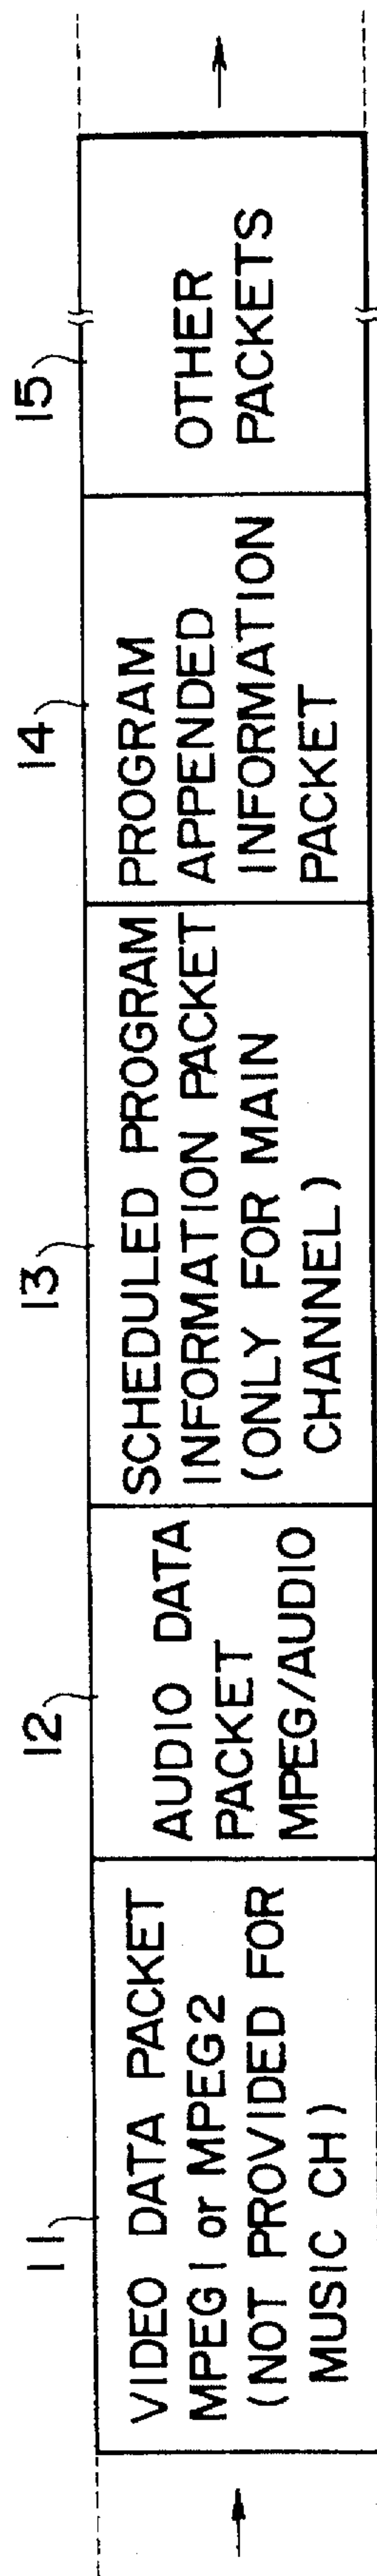 11
VIDEO DATA PACKET
MPEG1 or MPEG2
(NOT PROVIDED FOR
MUSIC CH)
12
AUDIO DATA
PACKET
MPEG/AUDIO
13
SCHEDULED PROGRAM
INFORMATION PACKET
(ONLY FOR MAIN
CHANNEL)
14
PROGRAM
APPENDED
INFORMATION
PACKET
15
OTHER
PACKETS